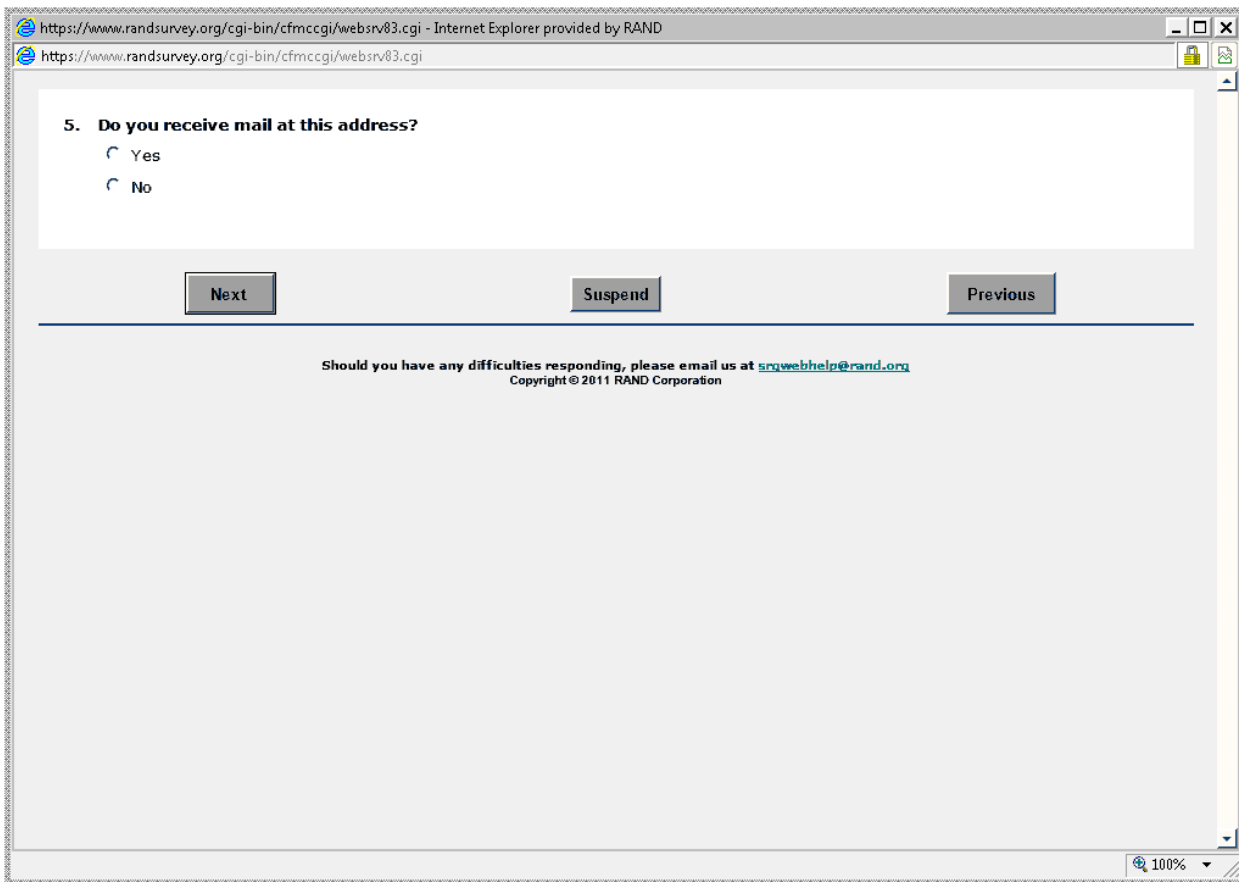 https://www.randsurvey.org/cgi-bin/cfmccgi/websrv83.cgi - Internet Explorer provided by RAND
https://www.randsurvey.org/cgi-bin/cfmccgi/websrv83.cgi
5. Do you receive mail at this address?
Yes
No
Next Suspend Previous
Should you have any difficulties responding, please email us at srgwebhelp@rand.org
Copyright © 2011 RAND Corporation
100%